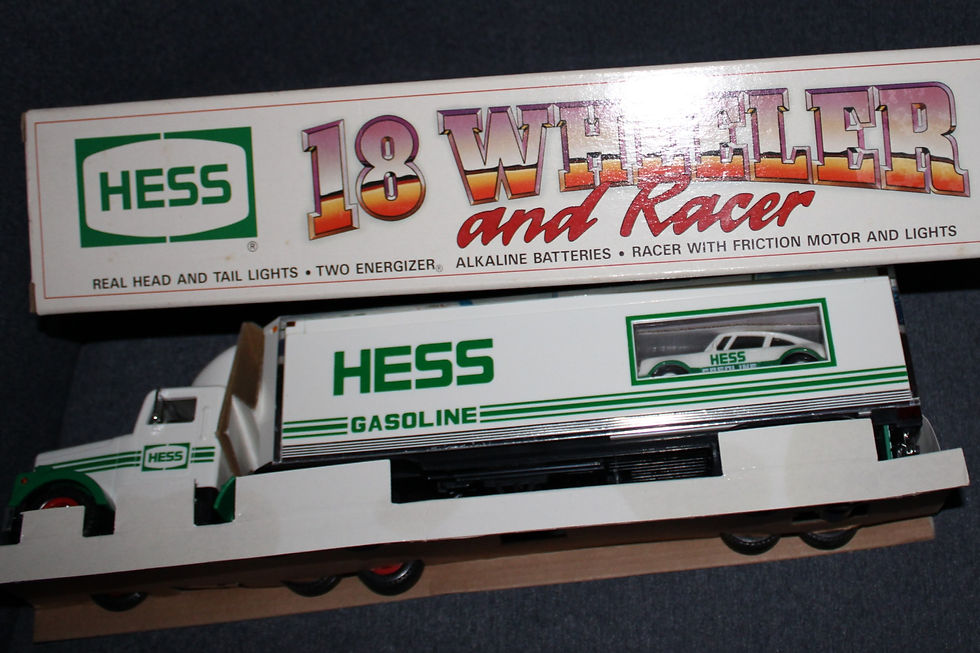 HESS®
18 WHEELER
and Racer
REAL HEAD AND TAIL LIGHTS • TWO ENERGIZER® ALKALINE BATTERIES • RACER WITH FRICTION MOTOR AND LIGHTS
HESS
HESS
GASOLINE
HESS